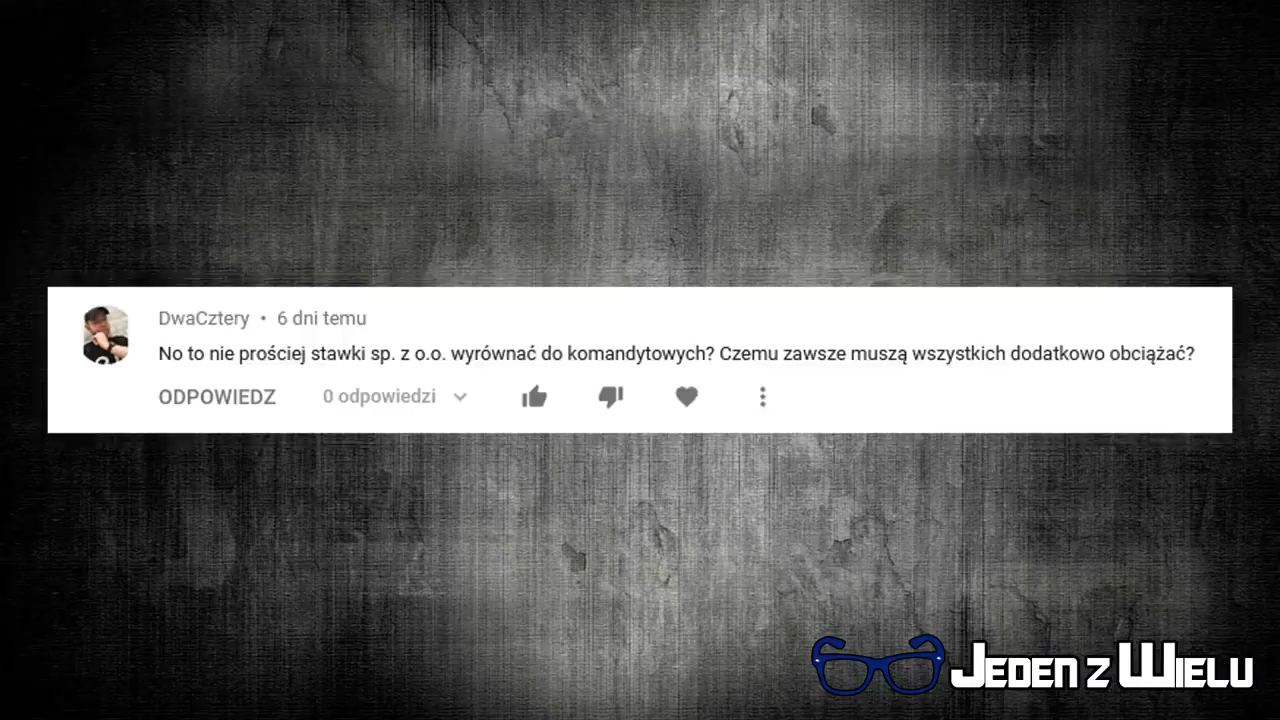 DwaCztery • 6 dni temu
No to nie prościej stawki sp. z o.o. wyrównać do komandytowych? Czemu zawsze muszą wszystkich dodatkowo obciążać?
ODPOWIEDZ 0 odpowiedzi
JEDEN Z WIELU